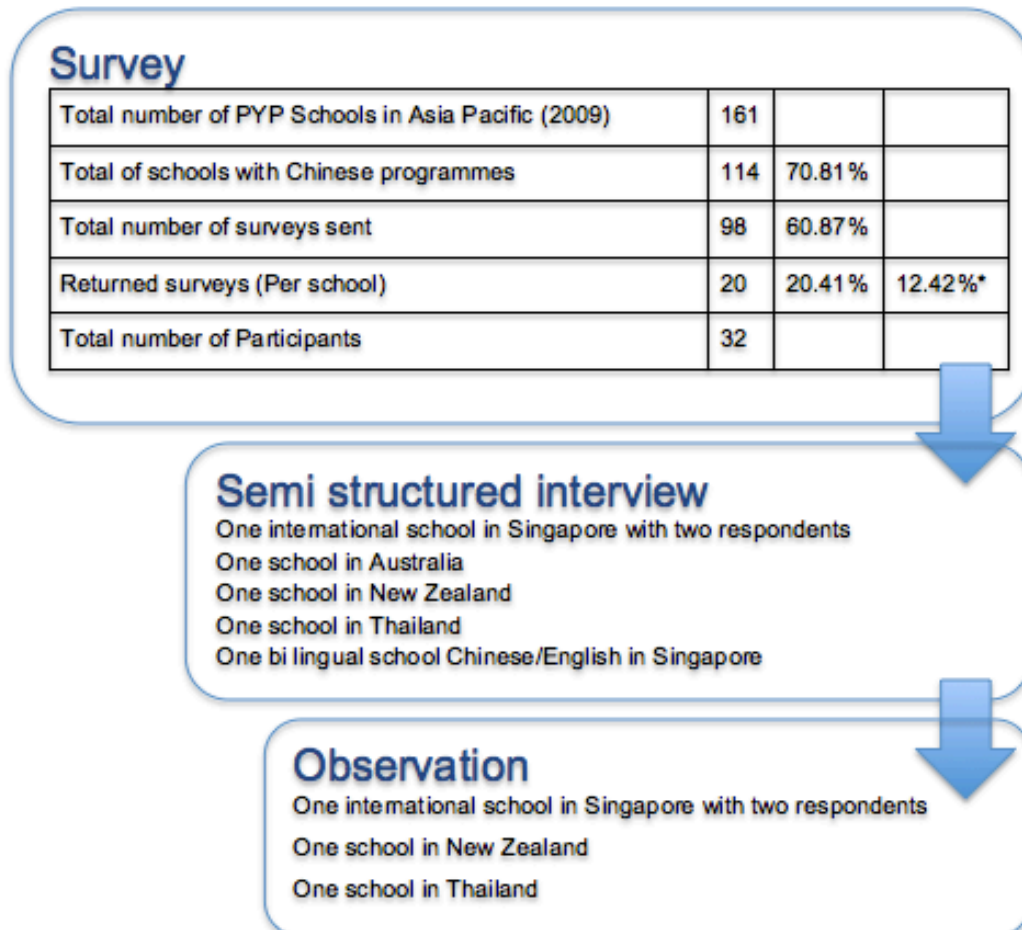 Survey
Total number of PYP Schools in Asia Pacific (2009) 161
Total of schools with Chinese programmes 114 70.81%
Total number of surveys sent 98 60.87%
Returned surveys (Per school) 20 20.41% 12.42%*
Total number of Participants 32
Semi structured interview
One international school in Singapore with two respondents
One school in Australia
One school in New Zealand
One school in Thailand
One bi lingual school Chinese/English in Singapore
Observation
One international school in Singapore with two respondents
One school in New Zealand
One school in Thailand